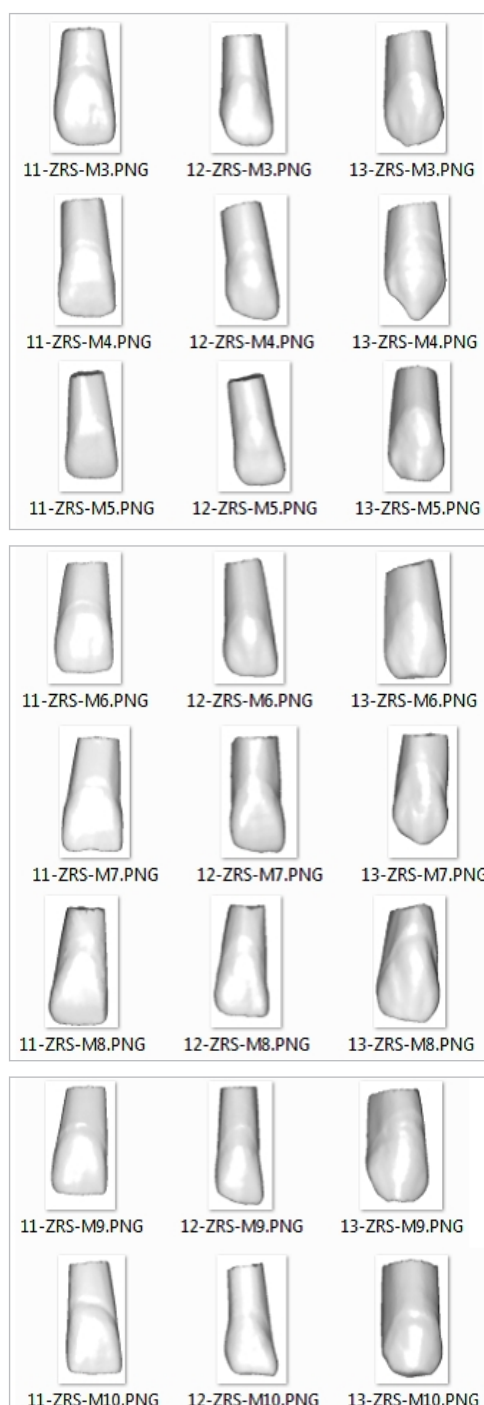 11-ZRS-M3.PNG 12-ZRS-M3.PNG 13-ZRS-M3.PNG
11-ZRS-M4.PNG 12-ZRS-M4.PNG 13-ZRS-M4.PNG
11-ZRS-M5.PNG 12-ZRS-M5.PNG 13-ZRS-M5.PNG
11-ZRS-M6.PNG 12-ZRS-M6.PNG 13-ZRS-M6.PNG
11-ZRS-M7.PNG 12-ZRS-M7.PNG 13-ZRS-M7.PNG
11-ZRS-M8.PNG 12-ZRS-M8.PNG 13-ZRS-M8.PNG
11-ZRS-M9.PNG 12-ZRS-M9.PNG 13-ZRS-M9.PNG
11-ZRS-M10.PNG 12-ZRS-M10.PNG 13-ZRS-M10.PNG